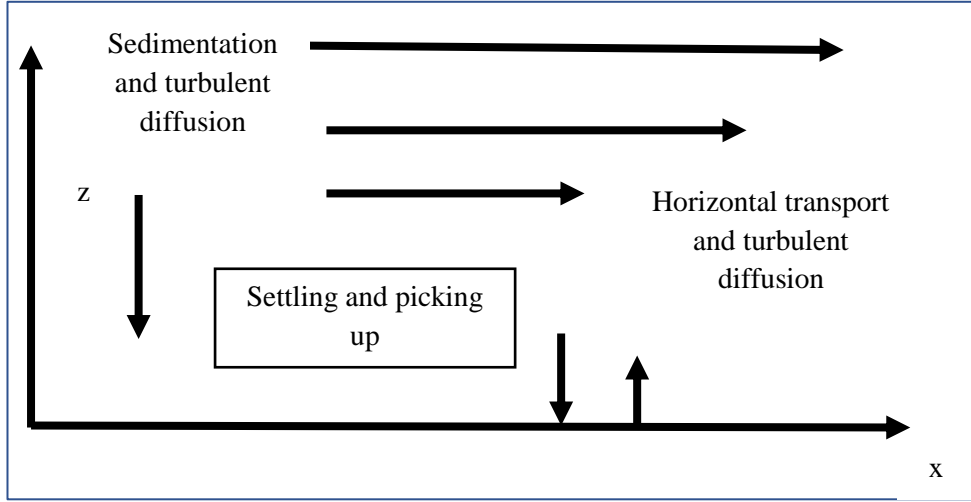 Sedimentation
and turbulent
diffusion
z
Horizontal transport
and turbulent
diffusion
Settling and picking
up
x